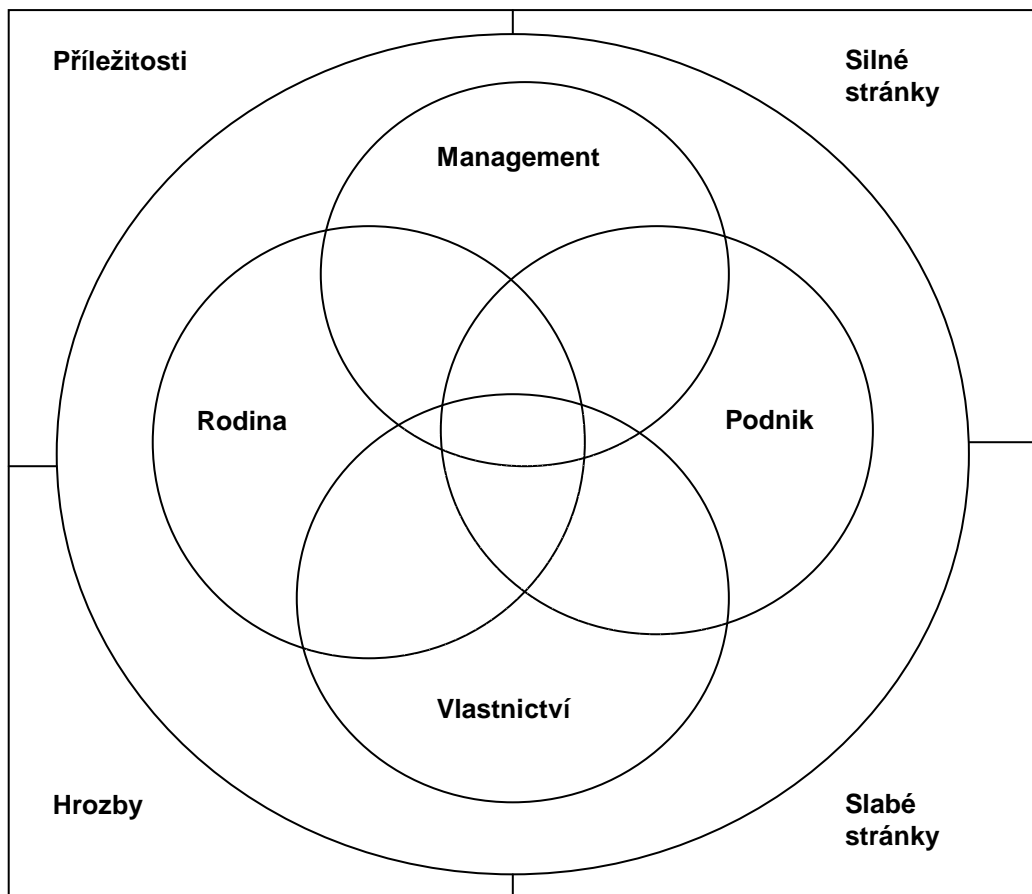 Příležitosti
Silné
stránky
Management
Rodina
Podnik
Vlastnictví
Hrozby
Slabé
stránky